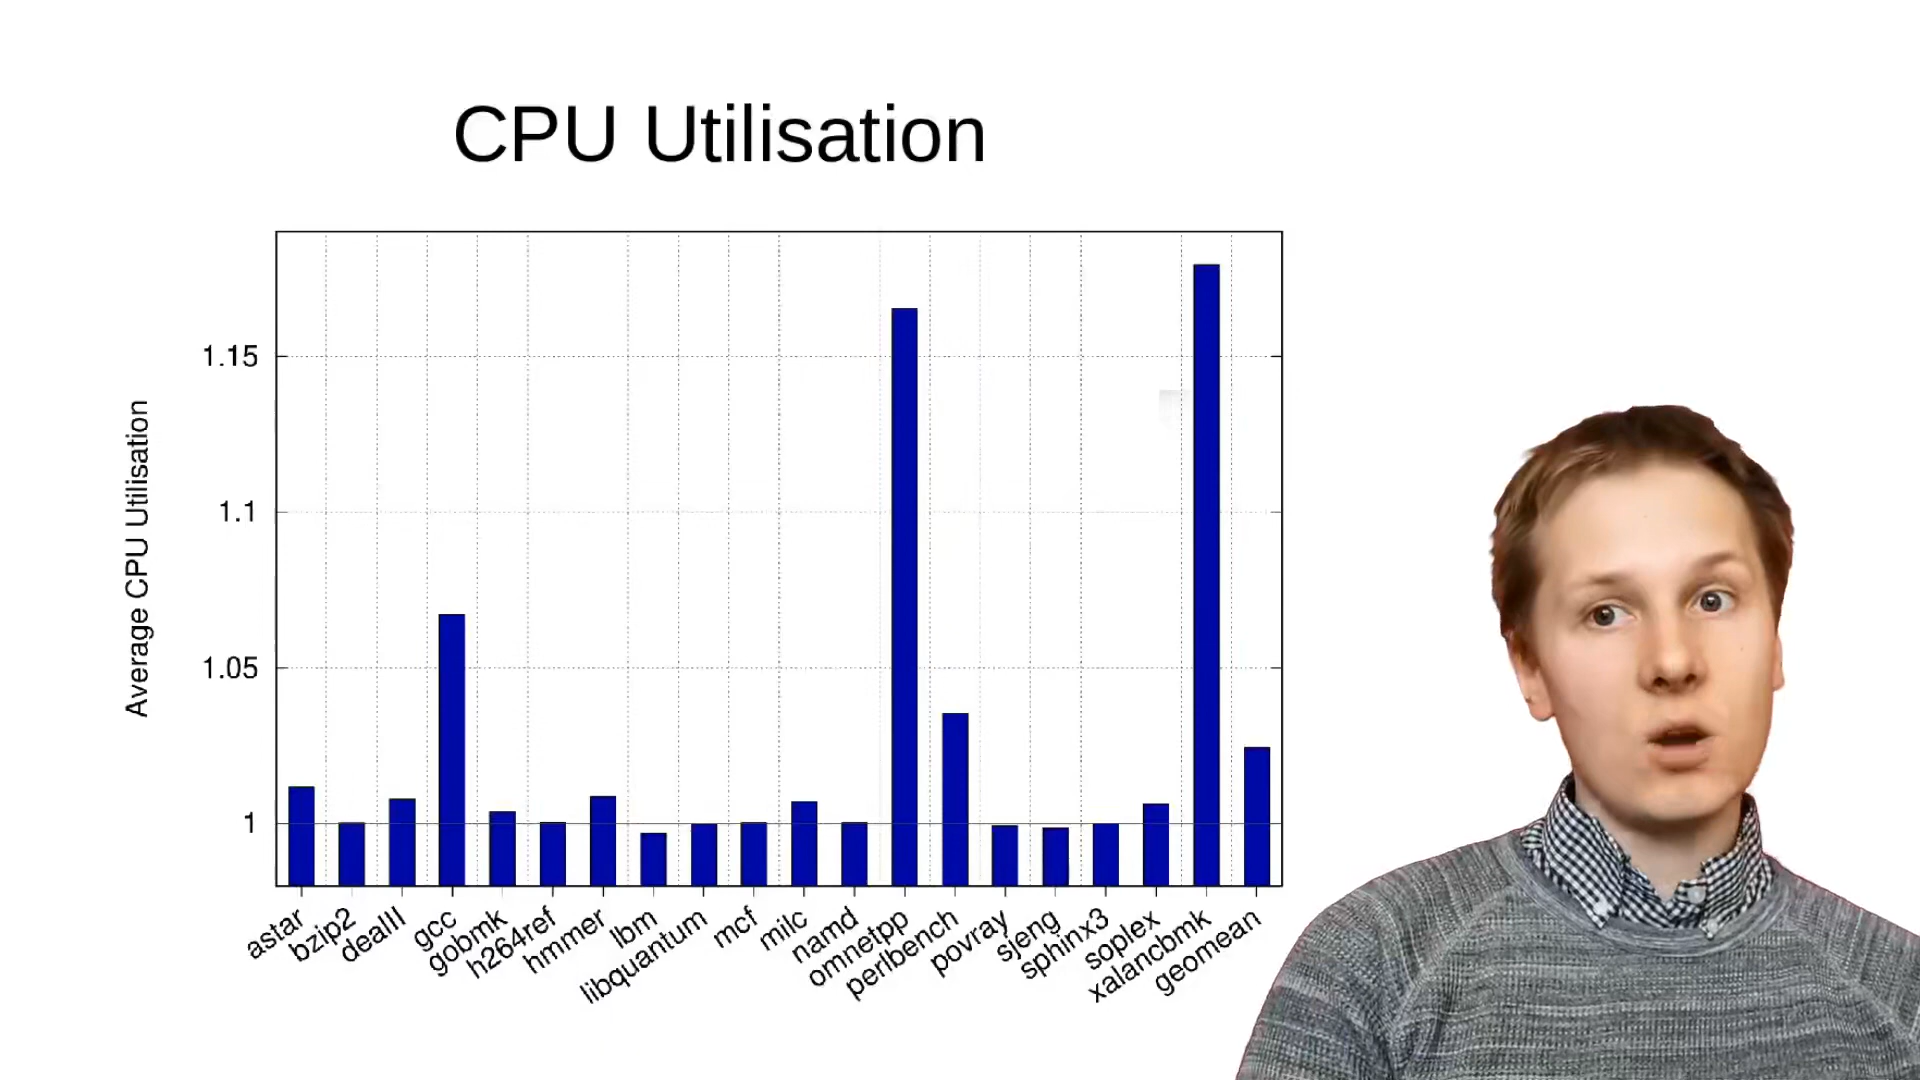 CPU Utilisation
Average CPU Utilisation
1.15
1.1
1.05
1
astar
bzip2
dealII
gcc
gobmk
h264ref
hmmer
lbm
libquantum
mcf
milc
namd
omnetpp
perlbench
povray
sjeng
sphinx3
soplex
xalancbmk
geomean